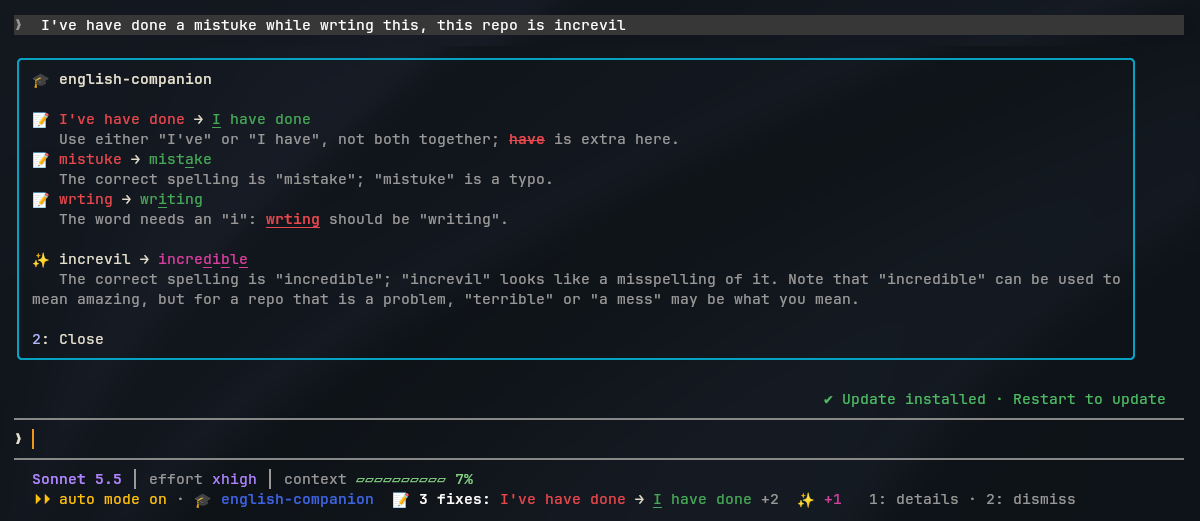 ❯ I've have done a mistuke while wrting this, this repo is increvil
🎓 english-companion
📝 I've have done → I have done
Use either "I've" or "I have", not both together; have is extra here.
📝 mistuke → mistake
The correct spelling is "mistake"; "mistuke" is a typo.
📝 wrting → writing
The word needs an "i": wrting should be "writing".
✨ increvil → incredible
The correct spelling is "incredible"; "increvil" looks like a misspelling of it. Note that "incredible" can be used to
mean amazing, but for a repo that is a problem, "terrible" or "a mess" may be what you mean.
2: Close
✔ Update installed · Restart to update
❯
Sonnet 5.5 | effort xhigh | context ▱▱▱▱▱▱▱▱▱▱ 7%
⏵⏵ auto mode on · 🎓 english-companion 📝 3 fixes: I've have done → I have done +2 ✨ +1 1: details · 2: dismiss